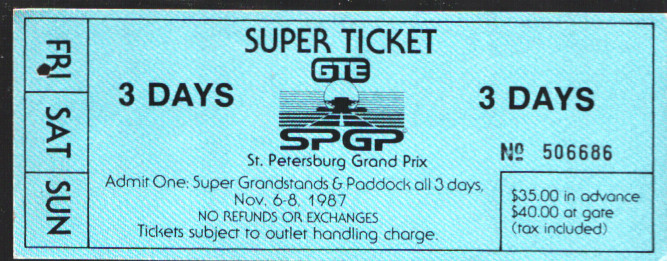 SUPER TICKET
FRI
SAT
SUN
GTE
3 DAYS
3 DAYS
SPGP
St. Petersburg Grand Prix
Nº 506686
Admit One: Super Grandstands & Paddock all 3 days,
Nov. 6-8, 1987
NO REFUNDS OR EXCHANGES
Tickets subject to outlet handling charge.
$35.00 in advance
$40.00 at gate
(tax included)